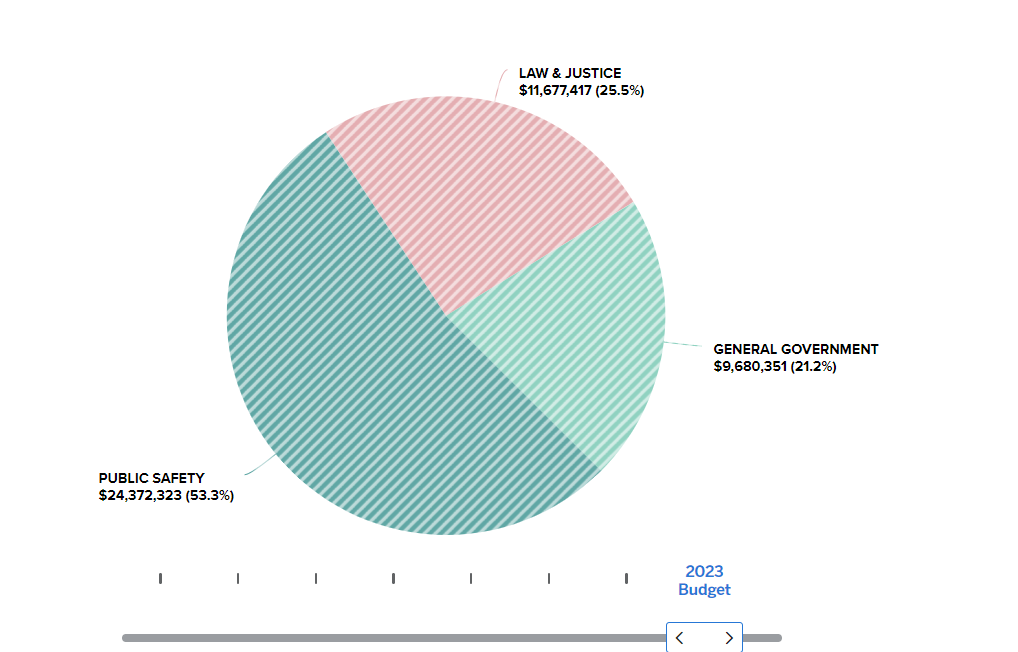 LAW & JUSTICE
$11,677,417 (25.5%)
GENERAL GOVERNMENT
$9,680,351 (21.2%)
PUBLIC SAFETY
$24,372,323 (53.3%)
2023
Budget